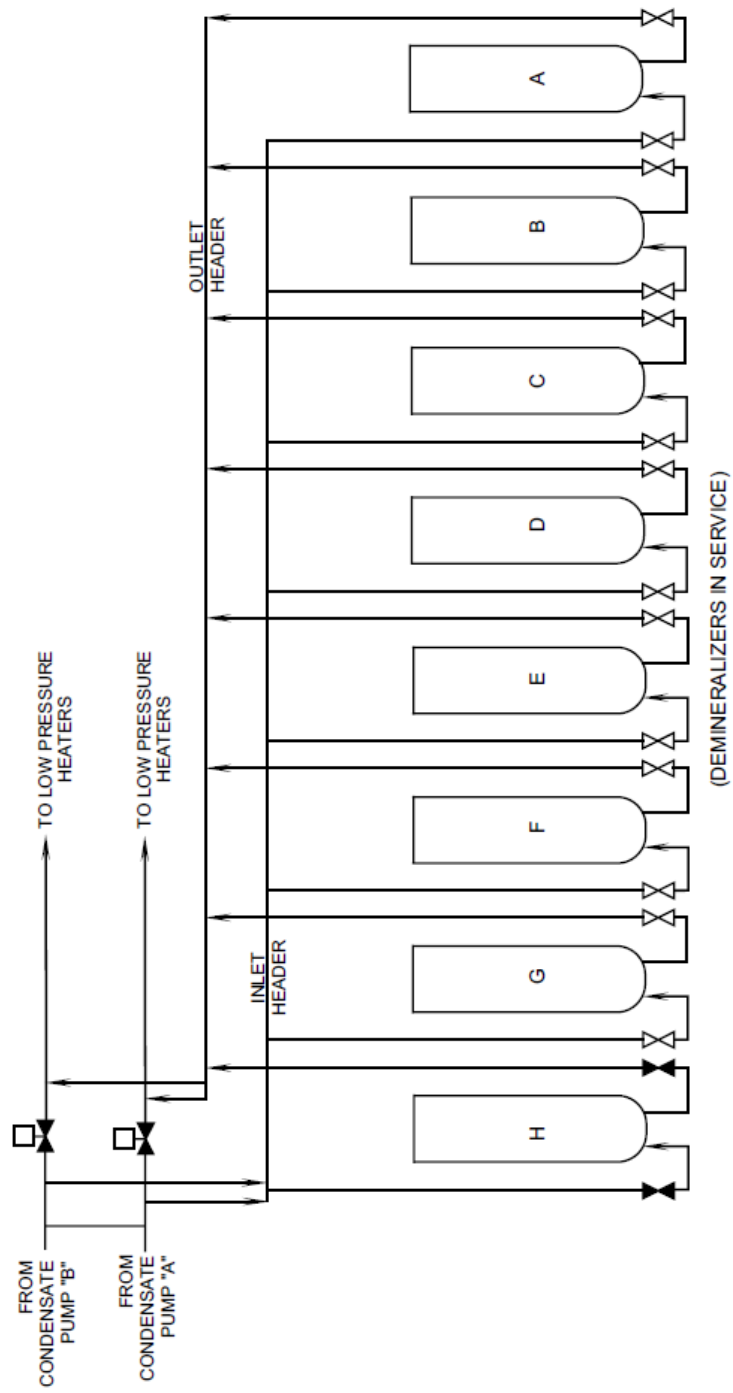 FROM
CONDENSATE
PUMP "B"
TO LOW PRESSURE
HEATERS
FROM
CONDENSATE
PUMP "A"
TO LOW PRESSURE
HEATERS
OUTLET
HEADER
INLET
HEADER
H
G
F
E
D
C
B
A
(DEMINERALIZERS IN SERVICE)